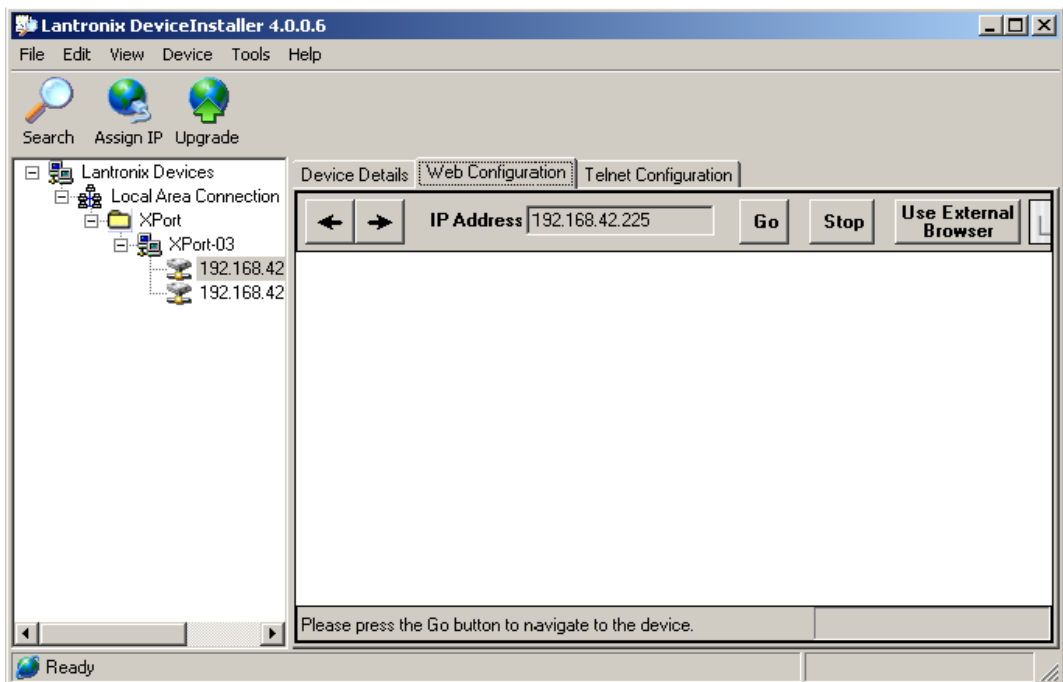 Lantronix DeviceInstaller 4.0.0.6
File Edit View Device Tools Help
Search Assign IP Upgrade
Lantronix Devices
Local Area Connection
XPort
XPort-03
192.168.42
192.168.42
Device Details Web Configuration Telnet Configuration
IP Address 192.168.42.225 Go Stop Use External
Browser
Please press the Go button to navigate to the device.
Ready